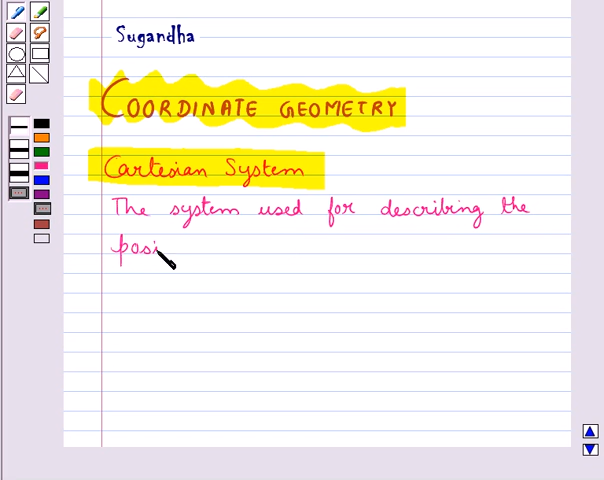 Sugandha
COORDINATE GEOMETRY
Cartesian System
The system used for describing the
posi